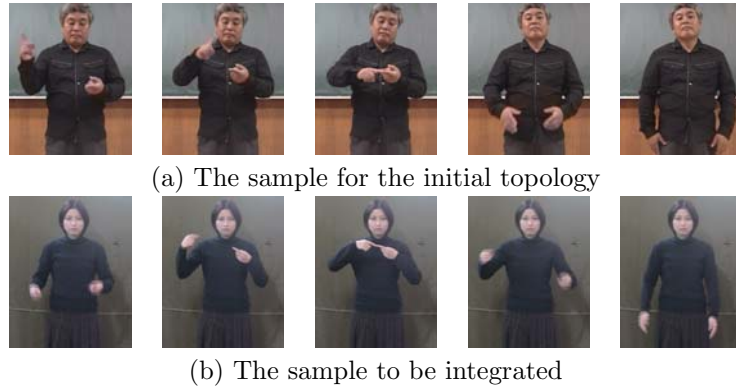 (a) The sample for the initial topology
(b) The sample to be integrated